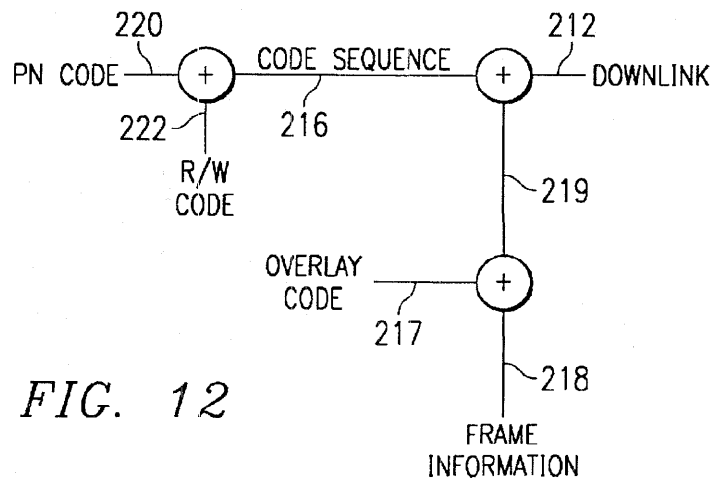 220
PN CODE
+
CODE SEQUENCE
216
+
212
DOWNLINK
222
R/W
CODE
219
OVERLAY
CODE
217
+
218
FRAME
INFORMATION
FIG. 12